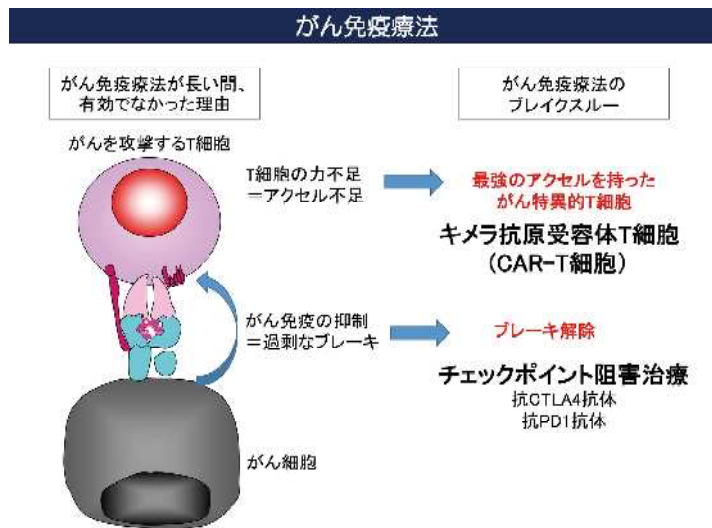 がん免疫療法
がん免疫療法が長い間、
有効でなかった理由
がんを攻撃するT細胞
T細胞の力不足
＝アクセル不足
がん免疫の抑制
＝過剰なブレーキ
がん細胞
がん免疫療法の
ブレイクスルー
最強のアクセルを持った
がん特異的T細胞
キメラ抗原受容体T細胞
（CAR-T細胞）
ブレーキ解除
チェックポイント阻害治療
抗CTLA4抗体
抗PD1抗体